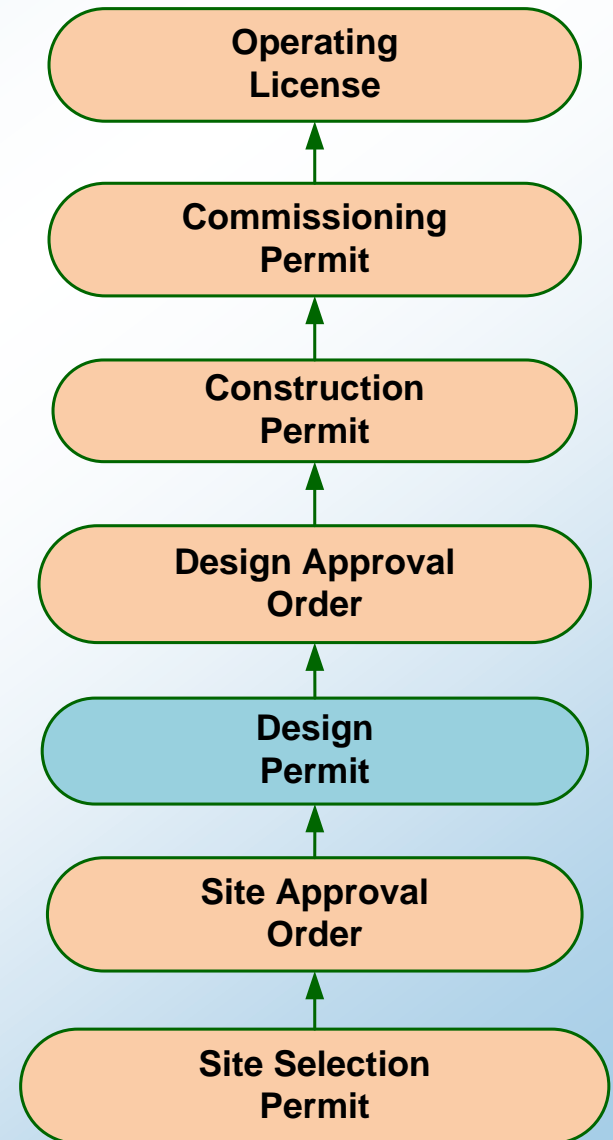 Operating
License
Commissioning
Permit
Construction
Permit
Design Approval
Order
Design
Permit
Site Approval
Order
Site Selection
Permit